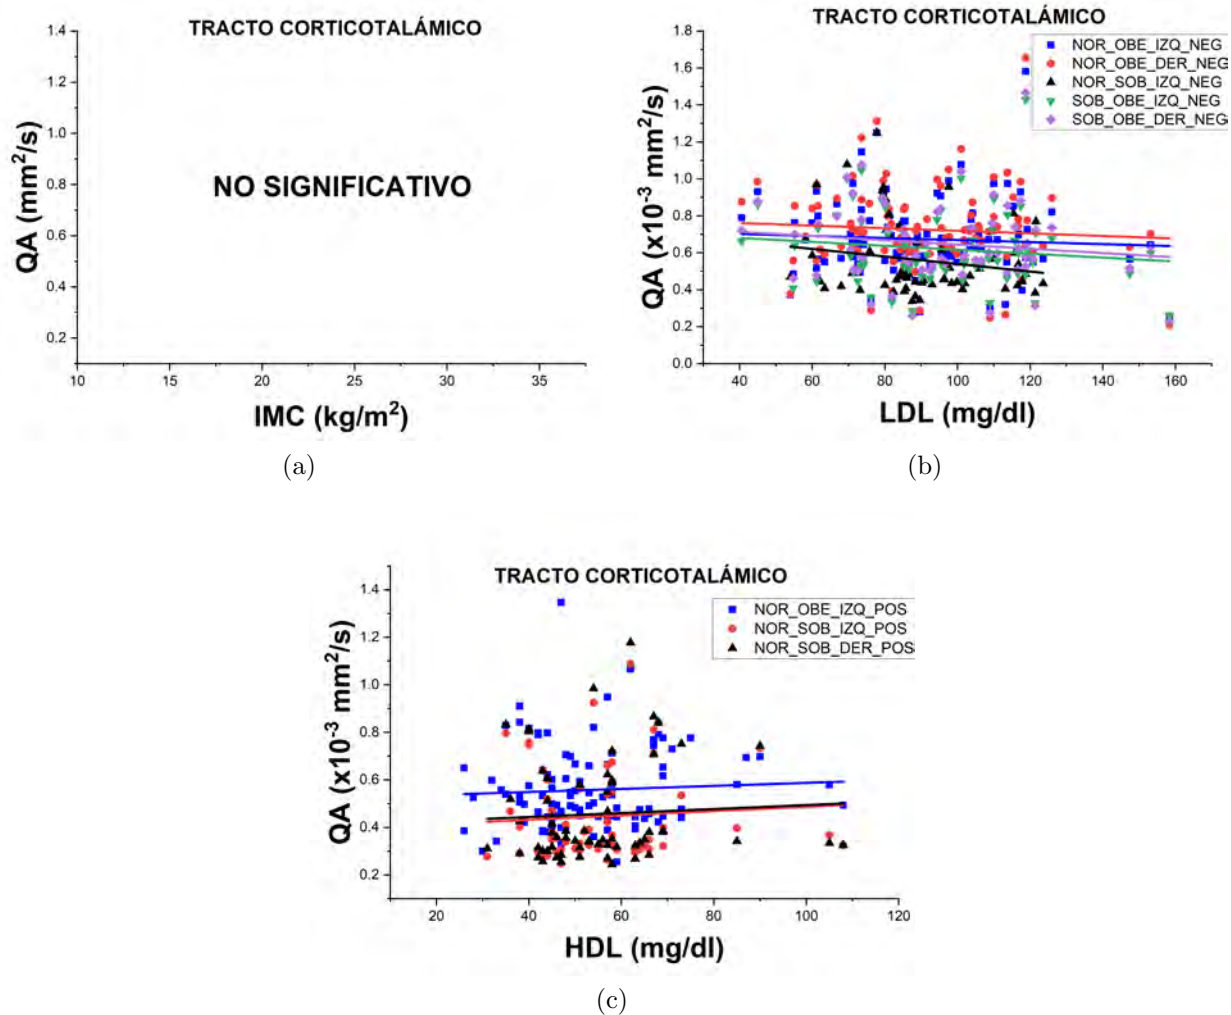 TRACTO CORTICOTALÁMICO
1.4
1.2
1.0
0.8
0.6
0.4
0.2
QA (mm²/s)
NO SIGNIFICATIVO
10 15 20 25 30 35
IMC (kg/m²)
(a)
TRACTO CORTICOTALÁMICO
NOR_OBE_IZQ_NEG
NOR_OBE_DER_NEG
NOR_SOB_IZQ_NEG
SOB_OBE_IZQ_NEG
SOB_OBE_DER_NEG
1.8
1.6
1.4
1.2
1.0
0.8
0.6
0.4
0.2
0.0
QA (x10⁻³ mm²/s)
40 60 80 100 120 140 160
LDL (mg/dl)
(b)
TRACTO CORTICOTALÁMICO
NOR_OBE_IZQ_POS
NOR_SOB_IZQ_POS
NOR_SOB_DER_POS
1.4
1.2
1.0
0.8
0.6
0.4
0.2
QA (x10⁻³ mm²/s)
20 40 60 80 100 120
HDL (mg/dl)
(c)